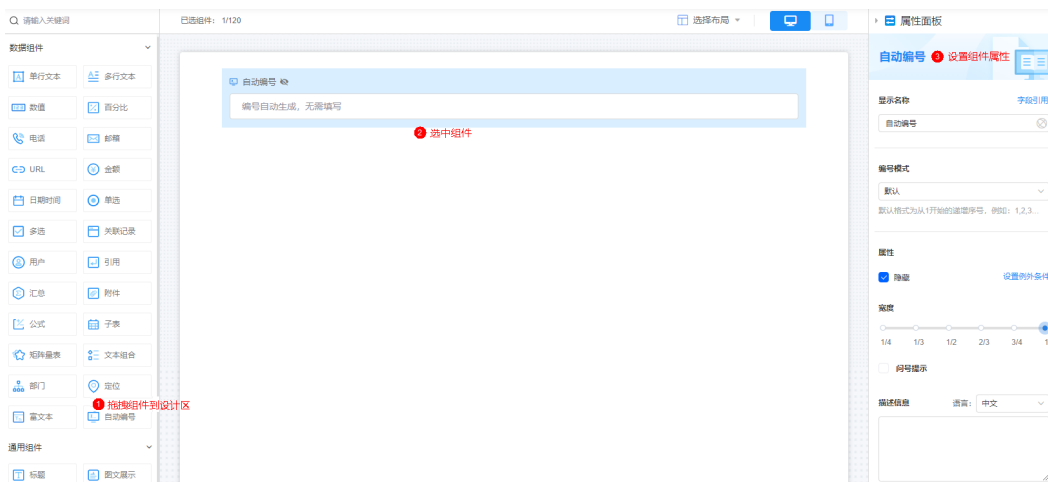 请输入关键词
已选组件： 1/120
选择布局
属性面板
数据组件
单行文本
多行文本
数值
百分比
电话
邮箱
URL
金额
日期时间
单选
多选
关联记录
用户
引用
汇总
附件
公式
子表
矩阵量表
文本组合
部门
定位
1 拖拽组件到设计区
富文本
自动编号
通用组件
标题
图文展示
自动编号
编号自动生成，无需填写
2 选中组件
自动编号
3 设置组件属性
显示名称
字段引用
自动编号
编号模式
默认
默认格式为从1开始的递增序号、例如：1,2,3...
属性
隐藏
设置例外条件
宽度
1/4 1/3 1/2 2/3 3/4 1
问号提示
描述信息
语言： 中文